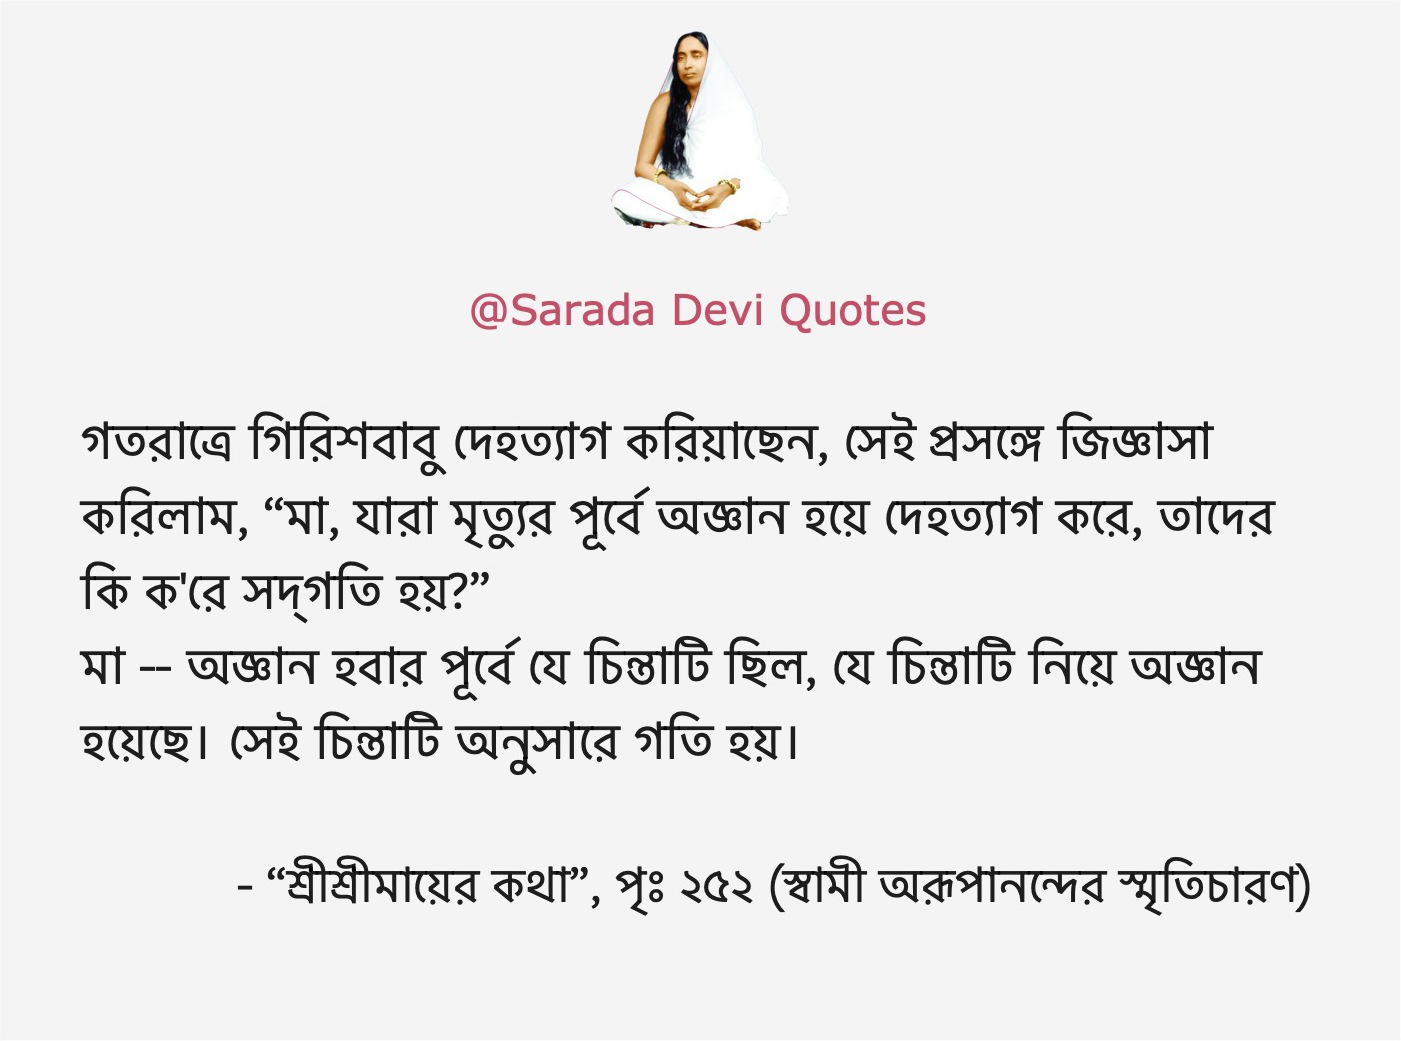 @Sarada Devi Quotes
গতরাত্রে গিরিশবাবু দেহত্যাগ করিয়াছেন, সেই প্রসঙ্গে জিজ্ঞাসা
করিলাম, “মা, যারা মৃত্যুর পূর্বে অজ্ঞান হয়ে দেহত্যাগ করে, তাদের
কি ক'রে সদ্‌গতি হয়?”
মা -- অজ্ঞান হবার পূর্বে যে চিন্তাটি ছিল, যে চিন্তাটি নিয়ে অজ্ঞান
হয়েছে। সেই চিন্তাটি অনুসারে গতি হয়।
- “শ্রীশ্রীমায়ের কথা”, পৃঃ ২৫২ (স্বামী অরূপানন্দের স্মৃতিচারণ)